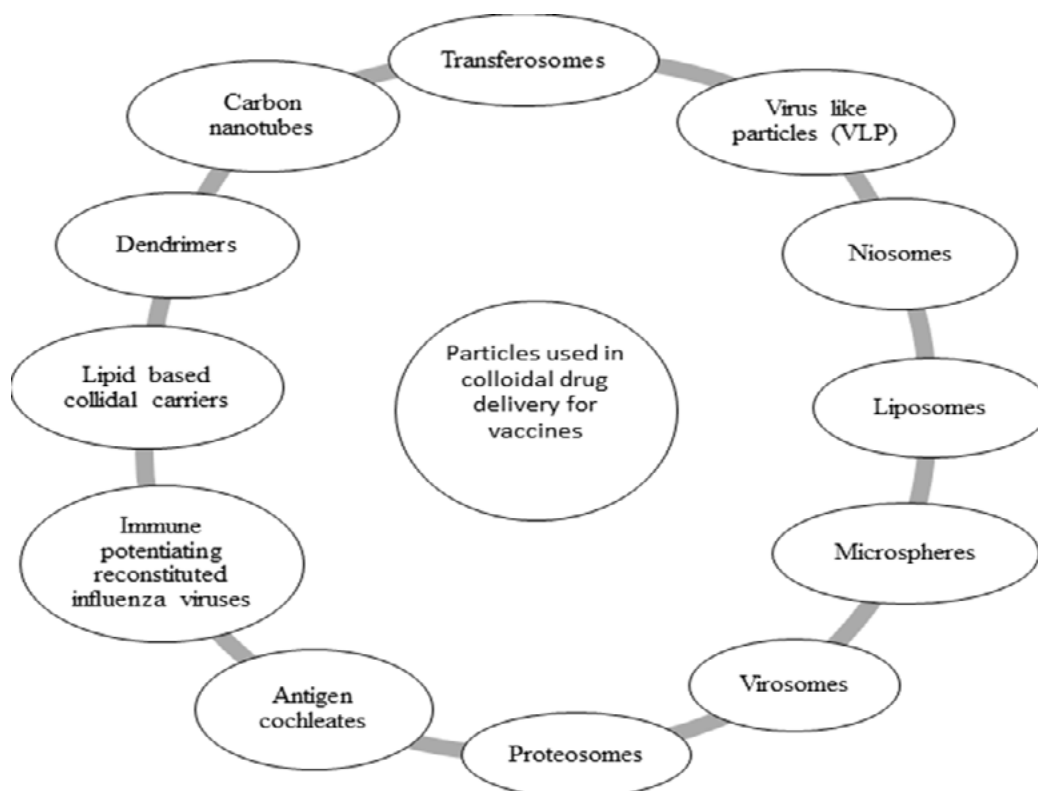 Transferosomes
Virus like
particles (VLP)
Niosomes
Liposomes
Microspheres
Virosomes
Proteosomes
Antigen
cochleates
Immune
potentiating
reconstituted
influenza viruses
Lipid based
collidal carriers
Dendrimers
Carbon
nanotubes
Particles used in
colloidal drug
delivery for
vaccines